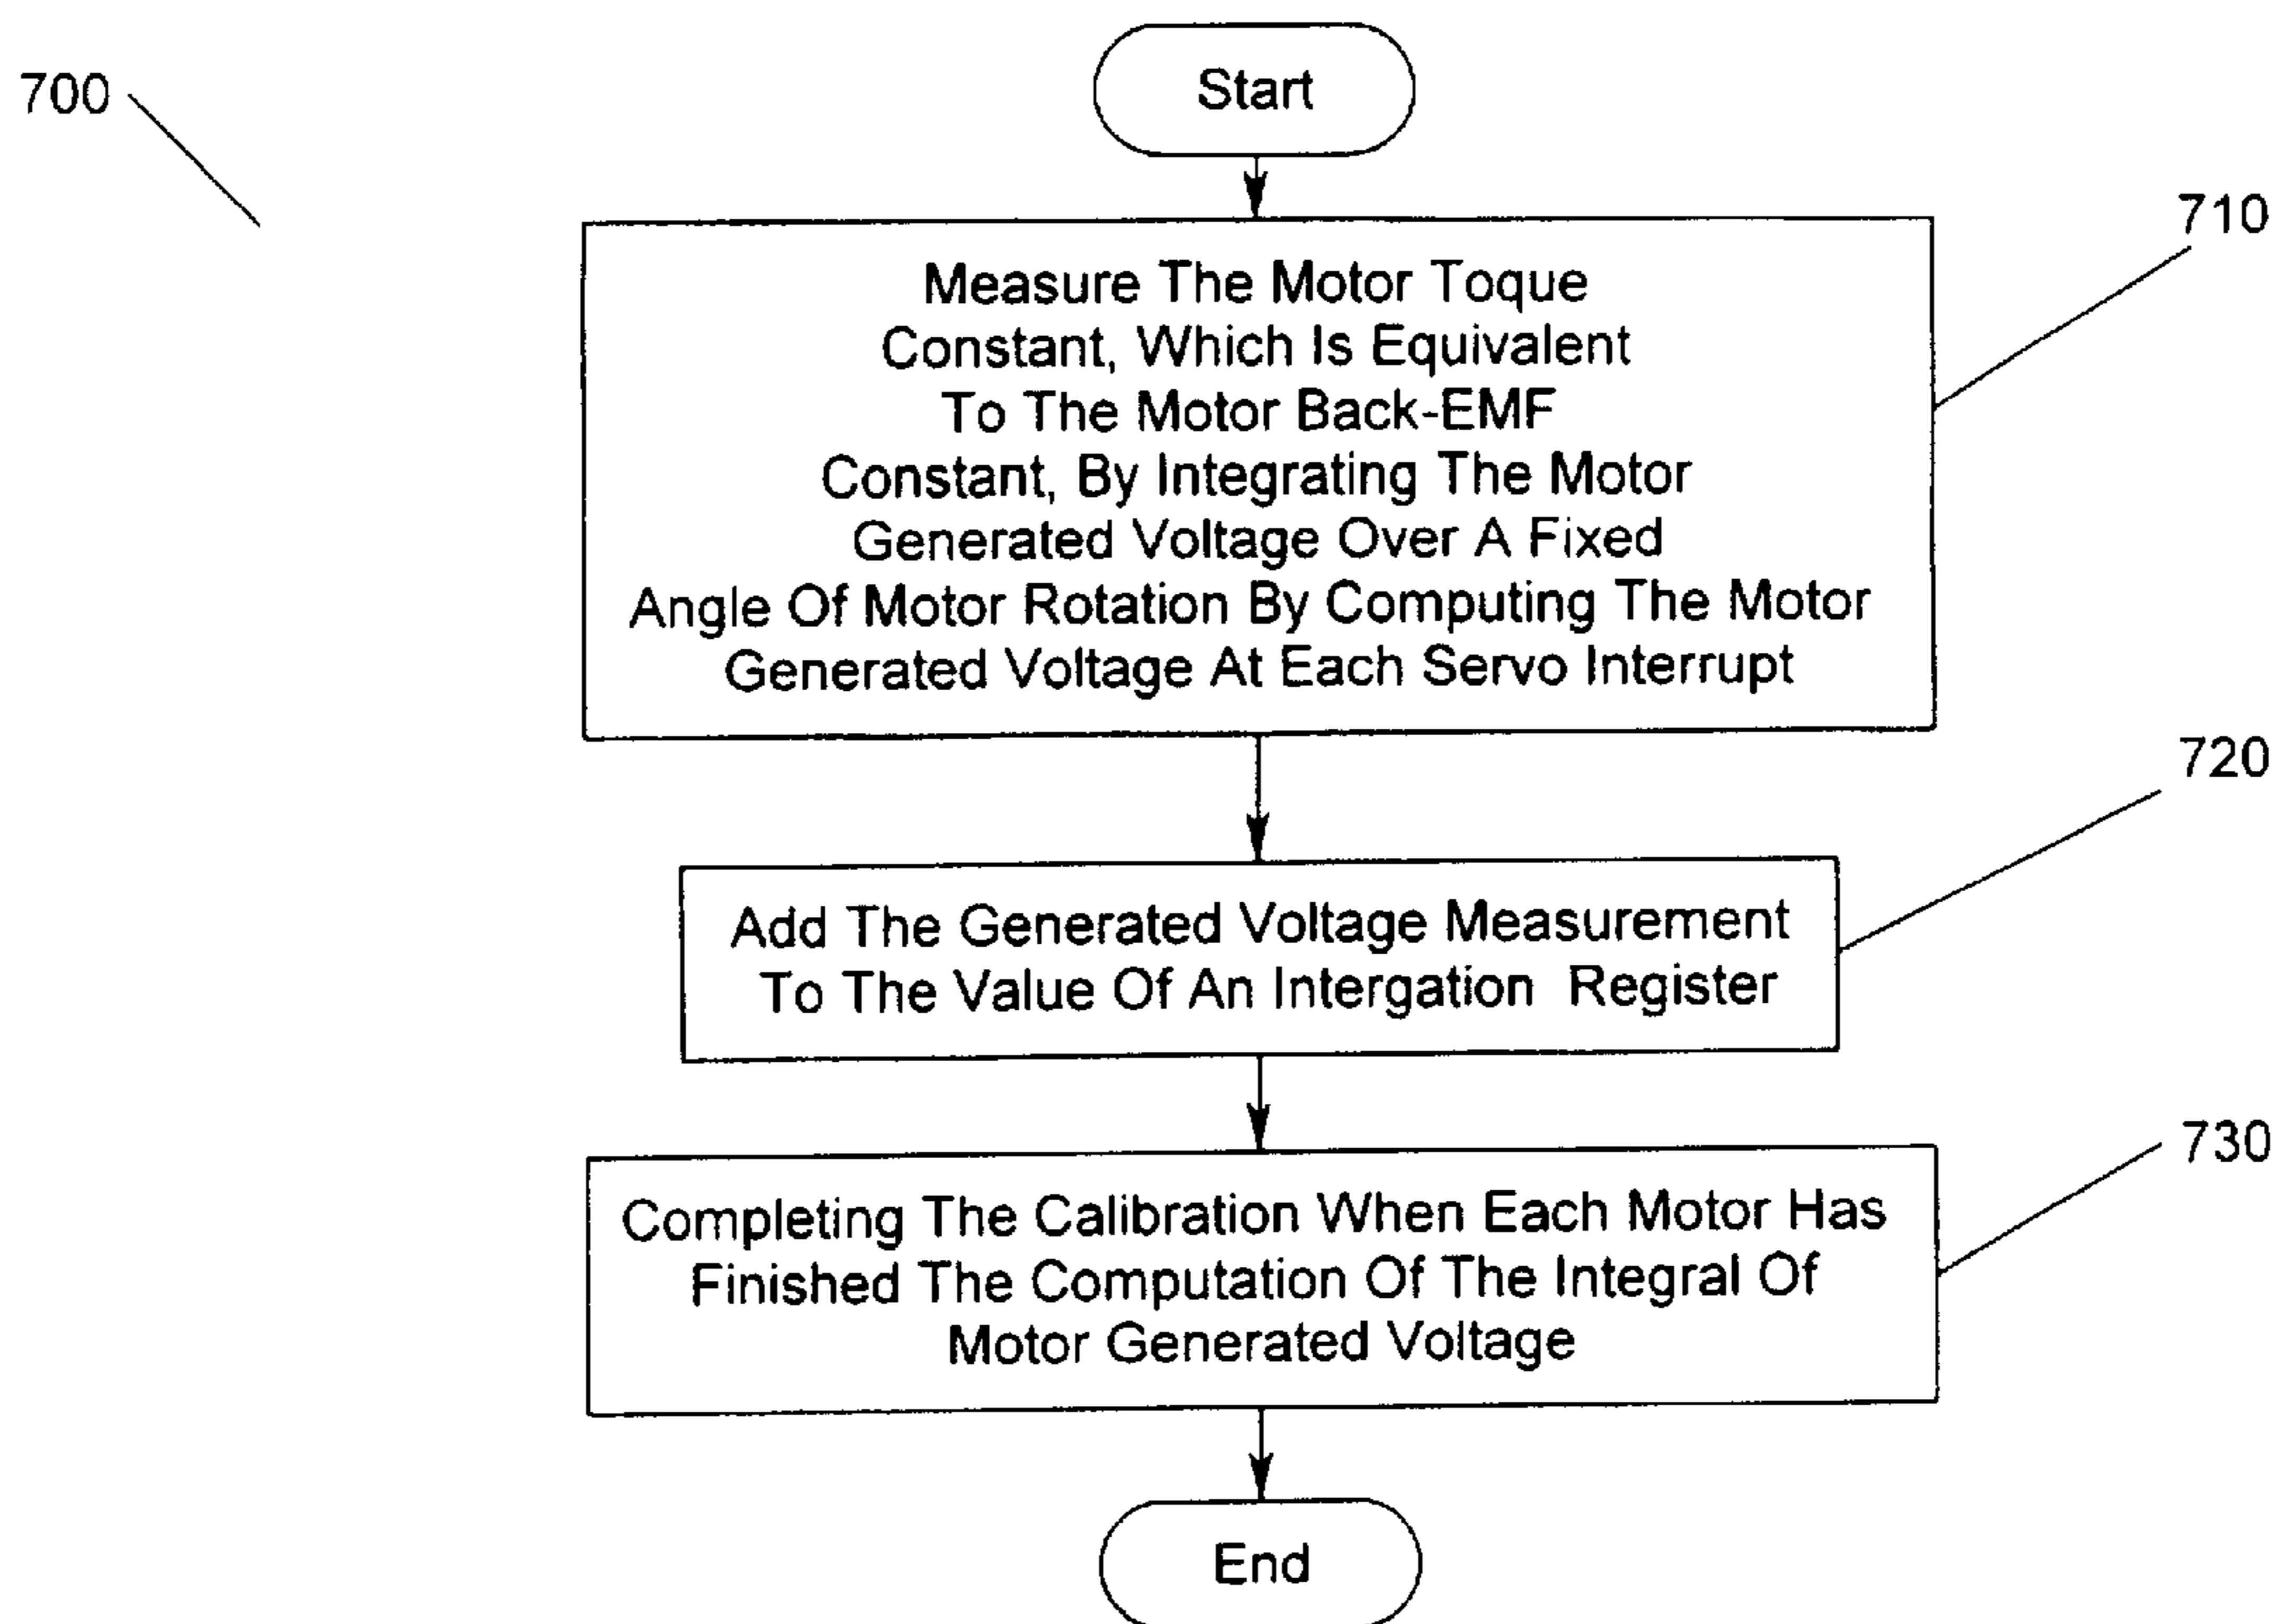 Start
700
710
Measure The Motor Toque
Constant, Which Is Equivalent
To The Motor Back-EMF
Constant, By Integrating The Motor
Generated Voltage Over A Fixed
Angle Of Motor Rotation By Computing The Motor
Generated Voltage At Each Servo Interrupt
720
Add The Generated Voltage Measurement
To The Value Of An Intergation Register
730
Completing The Calibration When Each Motor Has
Finished The Computation Of The Integral Of
Motor Generated Voltage
End